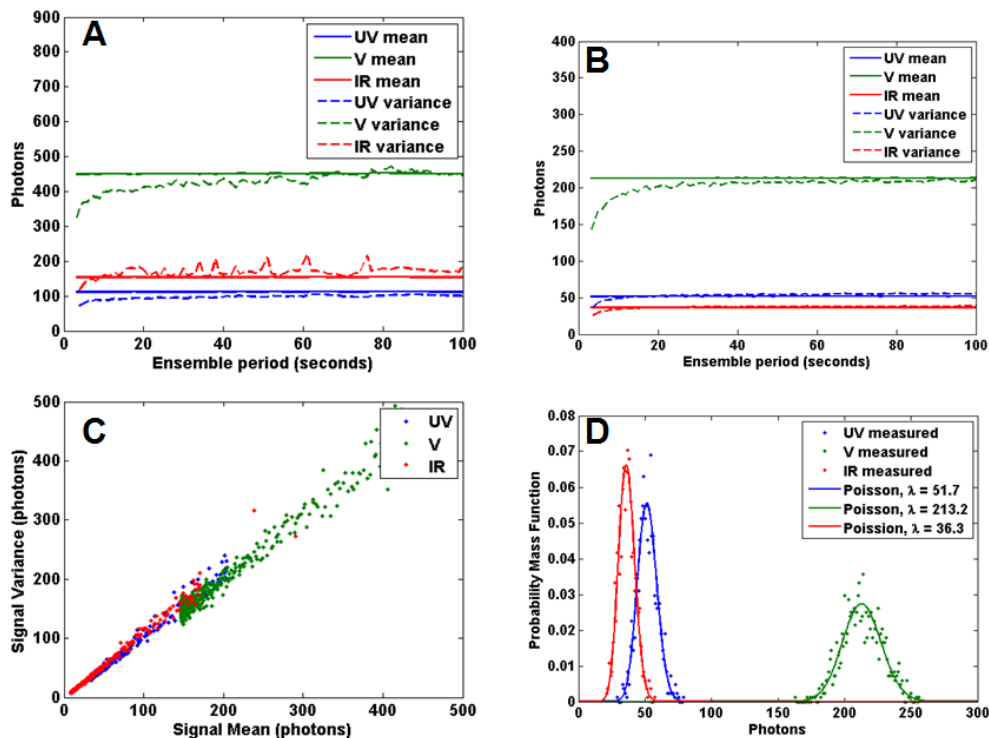 A
900
800
700
600
500
400
300
200
100
0
Photons
0 20 40 60 80 100
Ensemble period (seconds)
UV mean
V mean
IR mean
UV variance
V variance
IR variance
B
400
350
300
250
200
150
100
50
0
Photons
0 20 40 60 80 100
Ensemble period (seconds)
UV mean
V mean
IR mean
UV variance
V variance
IR variance
C
500
400
300
200
100
0
Signal Variance (photons)
0 100 200 300 400 500
Signal Mean (photons)
UV
V
IR
D
0.08
0.07
0.06
0.05
0.04
0.03
0.02
0.01
0
Probability Mass Function
0 50 100 150 200 250 300
Photons
UV measured
V measured
IR measured
Poisson, λ = 51.7
Poisson, λ = 213.2
Poission, λ = 36.3